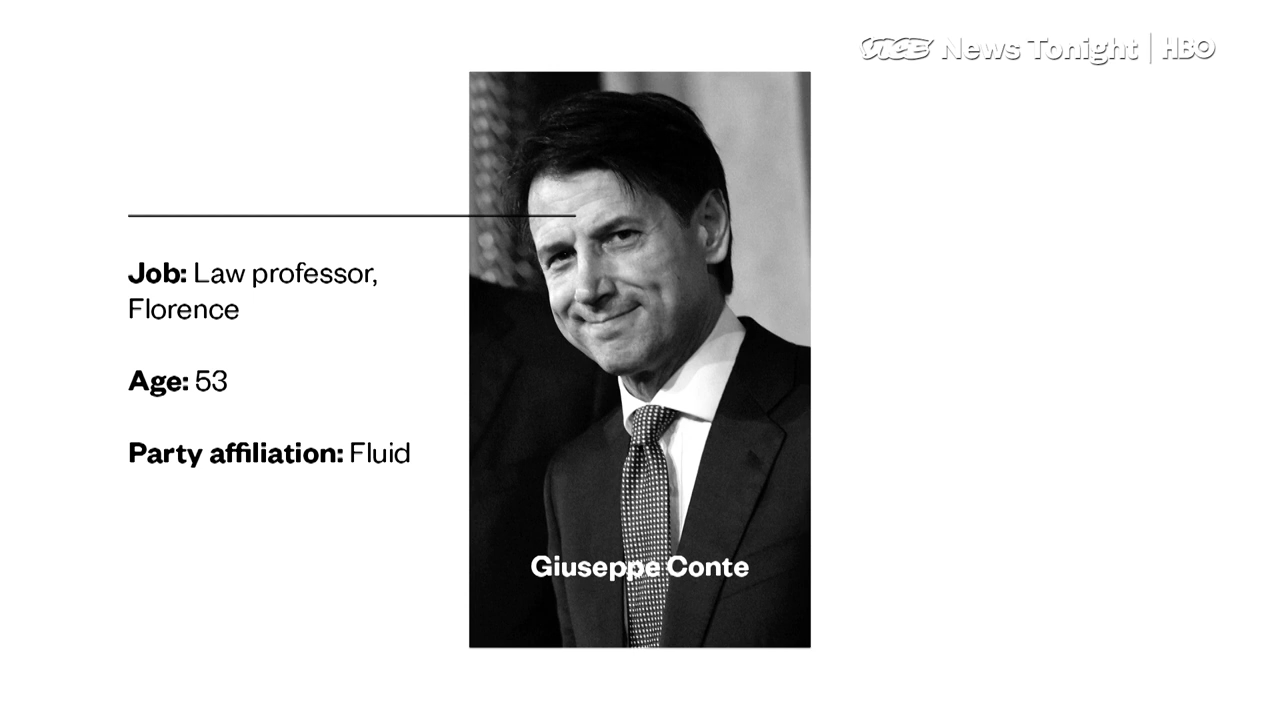 VICE News Tonight | HBO
Job: Law professor,
Florence
Age: 53
Party affiliation: Fluid
Giuseppe Conte